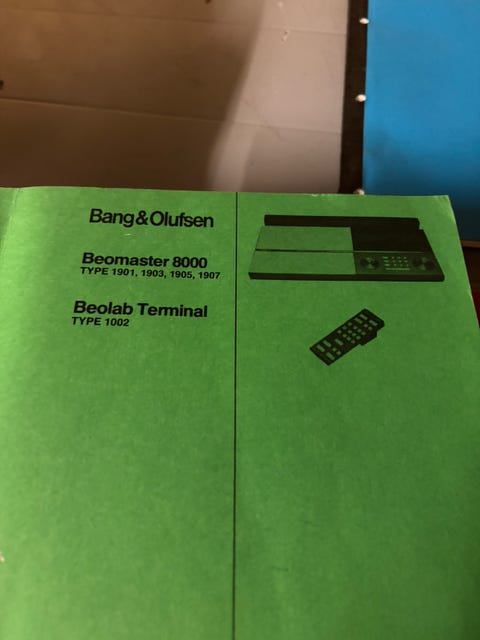 Bang&Olufsen
Beomaster 8000
TYPE 1901, 1903, 1905, 1907
Beolab Terminal
TYPE 1002